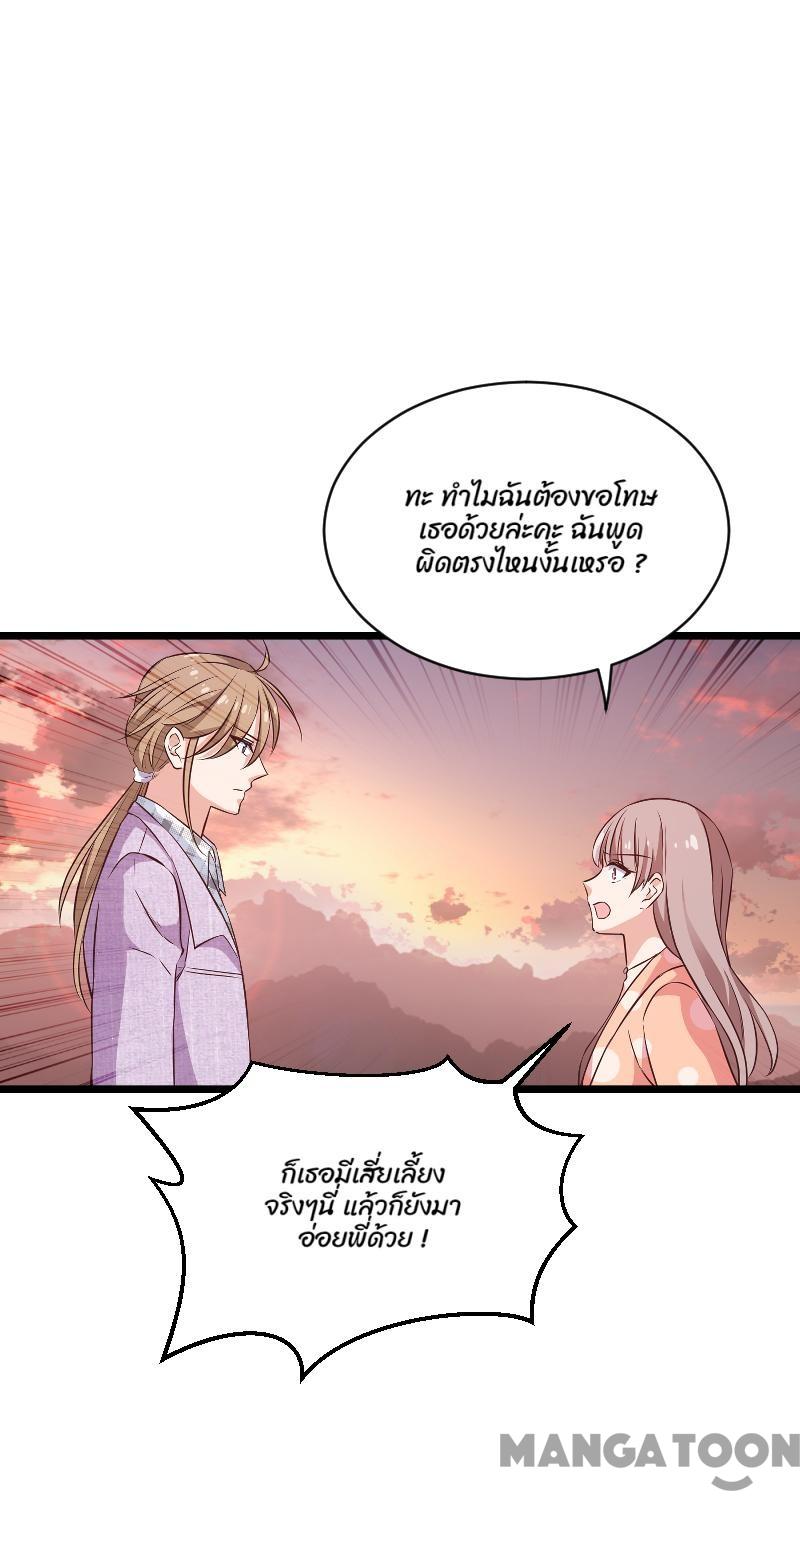 ทะ ทำไมฉันต้องขอโทษ
เธอด้วยล่ะคะ ฉันพูด
ผิดตรงไหนงั้นเหรอ ?
ก็เธอมีเสี่ยเลี้ยง
จริงๆนี่ แล้วก็ยังมา
อ่อยพี่ด้วย !
MANGATOON